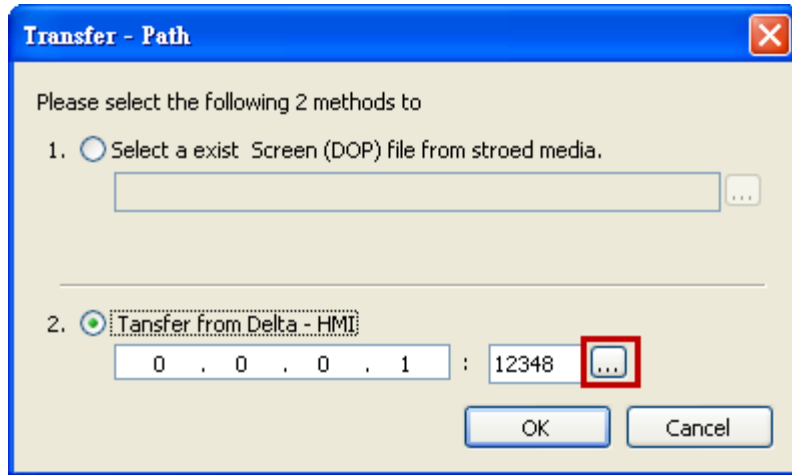 Transfer - Path
Please select the following 2 methods to
1. Select a exist Screen (DOP) file from stroed media.
...
2. Tansfer from Delta - HMI
0 . 0 . 0 . 1 : 12348 ...
OK Cancel